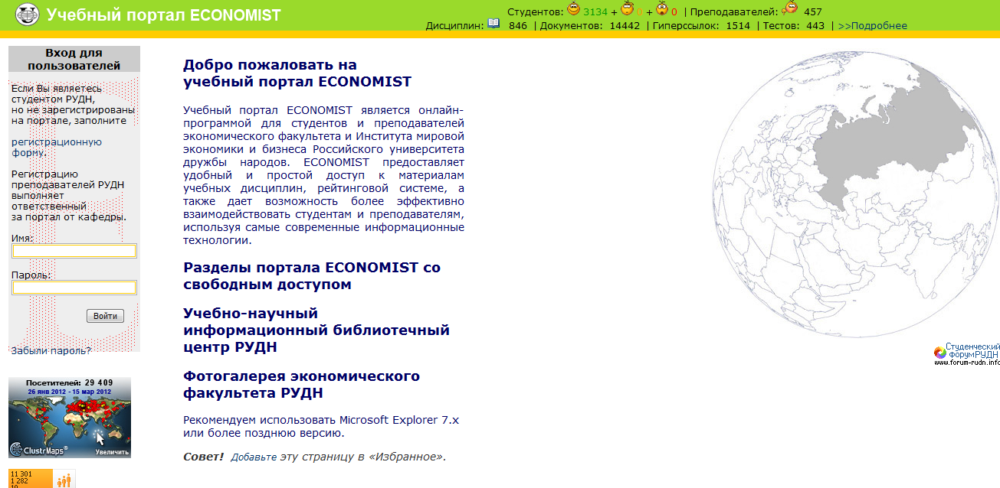 Учебный портал ECONOMIST
Студентов: 3134 + 0 + 0 | Преподавателей: 457
Дисциплин: 846 | Документов: 14442 | Гиперссылок: 1514 | Тестов: 443 | >>Подробнее
Вход для
пользователей
Если Вы являетесь
студентом РУДН,
но не зарегистрированы
на портале, заполните
регистрационную
форму.
Регистрацию
преподавателей РУДН
выполняет
ответственный
за портал от кафедры.
Имя:
Пароль:
Войти
Забыли пароль?
Посетителей: 29 409
26 янв 2012 - 15 мар 2012
ClustrMaps®
Увеличить
11 301
1 282
19
Добро пожаловать на
учебный портал ECONOMIST
Учебный портал ECONOMIST является онлайн-
программой для студентов и преподавателей
экономического факультета и Института мировой
экономики и бизнеса Российского университета
дружбы народов. ECONOMIST предоставляет
удобный и простой доступ к материалам
учебных дисциплин, рейтинговой системе, а
также дает возможность более эффективно
взаимодействовать студентам и преподавателям,
используя самые современные информационные
технологии.
Разделы портала ECONOMIST со
свободным доступом
Учебно-научный
информационный библиотечный
центр РУДН
Фотогалерея экономического
факультета РУДН
Рекомендуем использовать Microsoft Explorer 7.x
или более позднюю версию.
Совет! Добавьте эту страницу в «Избранное».
Студенческий
форумРУДН
www.forum-rudn.info